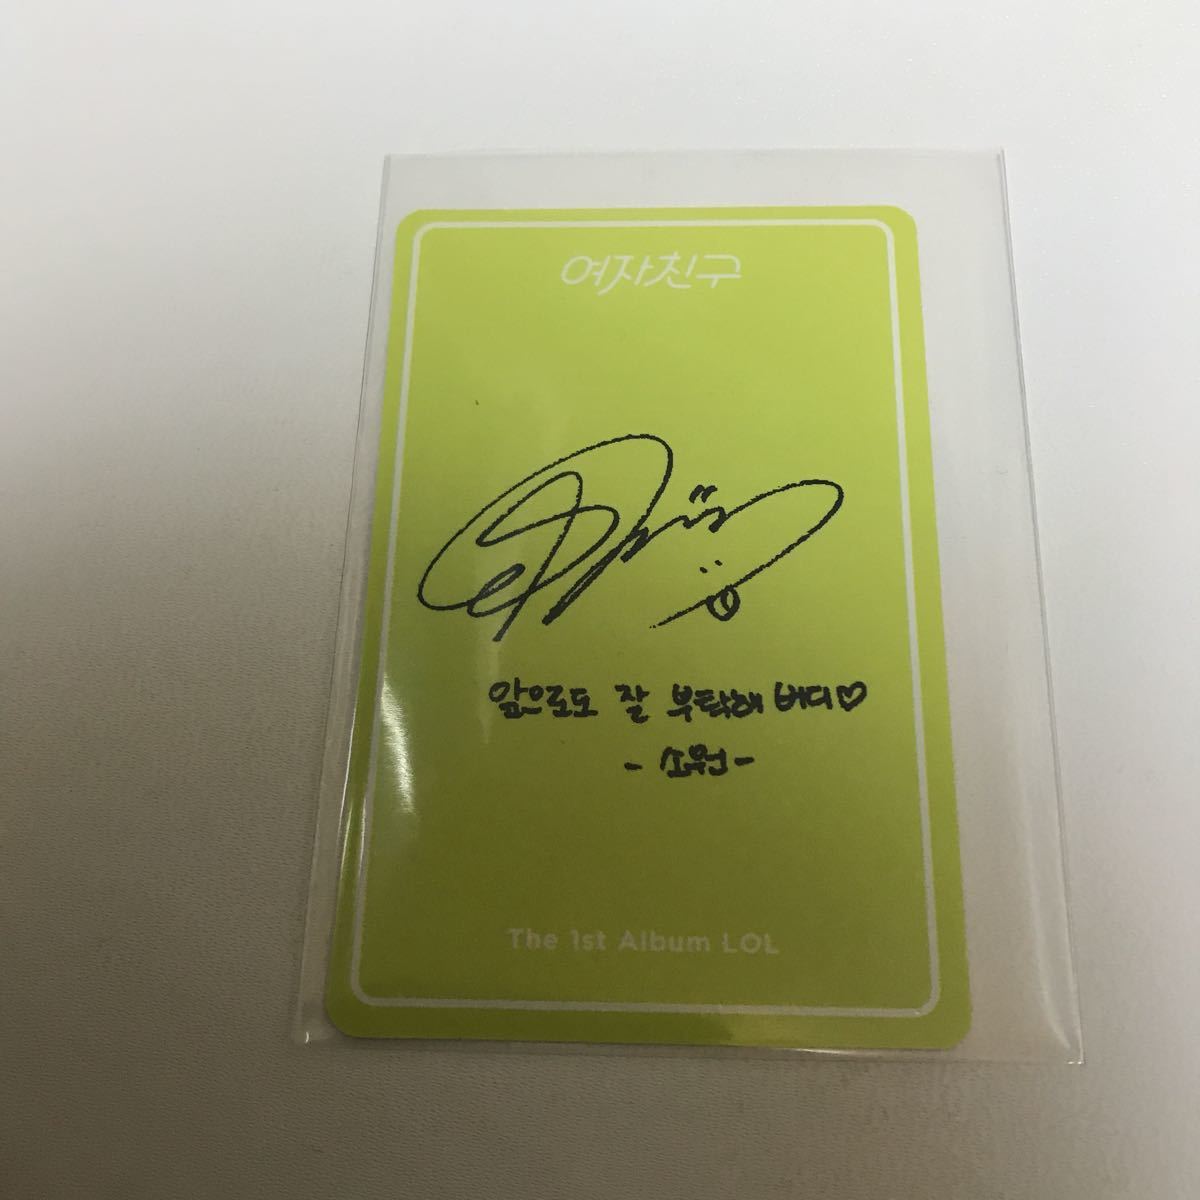 여자친구
앞으로도 잘 부탁해 버디♡
- 소원 -
The 1st Album LOL